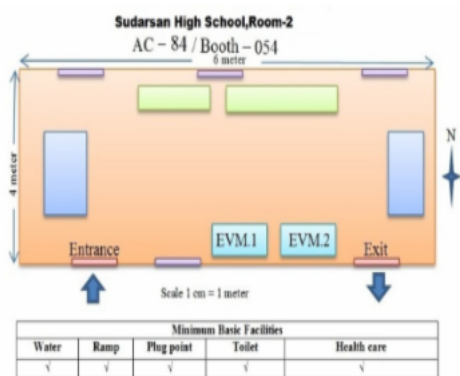 Sudarsan High School,Room-2
AC – 84 / Booth – 054
6 meter
4 meter
N
EVM.1 EVM.2
Entrance Exit
Scale 1 cm = 1 meter
Minimum Basic Facilities
Water Ramp Plug point Toilet Health care
√ √ √ √ √